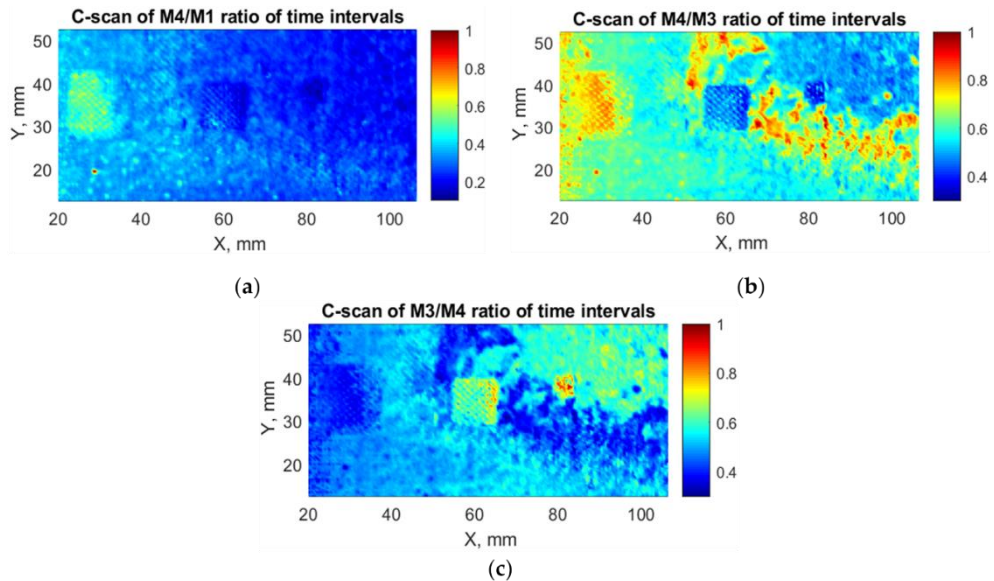 C-scan of M4/M1 ratio of time intervals
Y, mm
50
40
30
20
20 40 60 80 100
X, mm
1
0.8
0.6
0.4
0.2
(a)
C-scan of M4/M3 ratio of time intervals
Y, mm
50
40
30
20
20 40 60 80 100
X, mm
1
0.8
0.6
0.4
(b)
C-scan of M3/M4 ratio of time intervals
Y, mm
50
40
30
20
20 40 60 80 100
X, mm
1
0.8
0.6
0.4
(c)